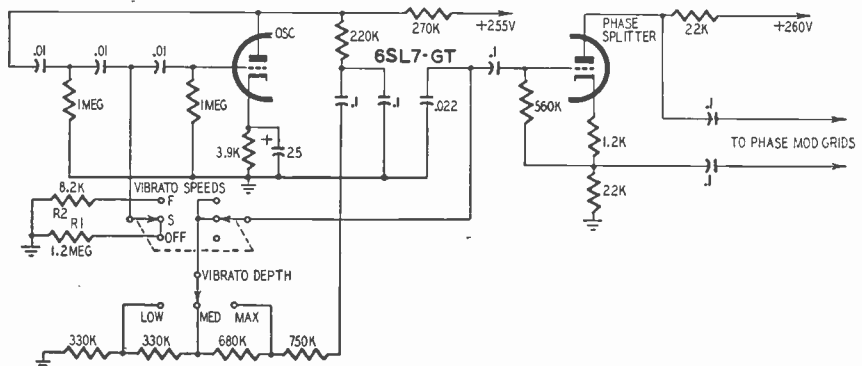 OSC
220K
270K
+255V
PHASE
SPLITTER
22K
+260V
.01
.01
.01
6SL7-GT
.1
1MEG
1MEG
.1
.1
.022
560K
.1
3.9K
+
25
1.2K
TO PHASE MOD GRIDS
.1
22K
8.2K
VIBRATO SPEEDS
F
R2
S
R1
OFF
1.2MEG
VIBRATO DEPTH
LOW
MED
MAX
330K
330K
680K
750K